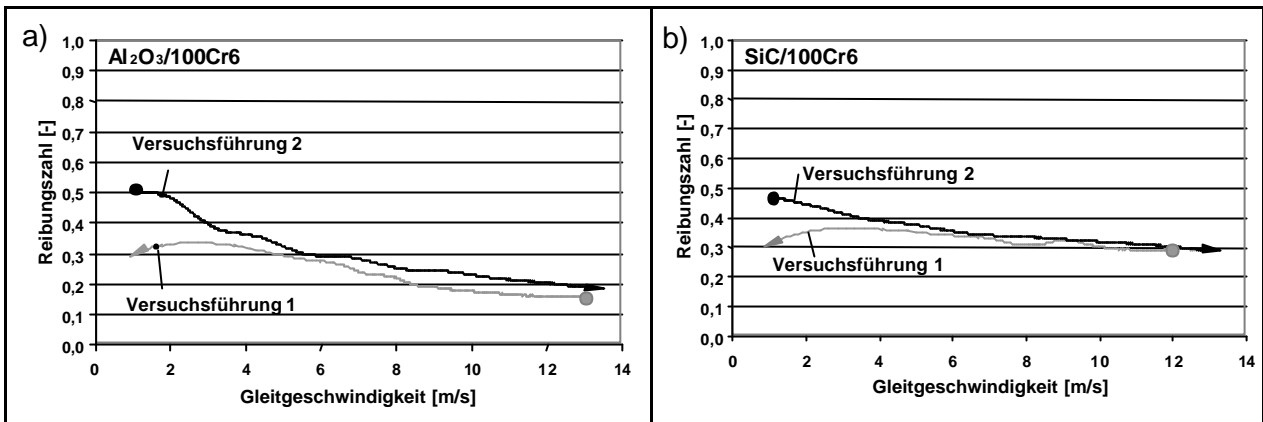 a)
Al₂O₃/100Cr6
Reibungszahl [-]
1,0
0,9
0,8
0,7
0,6
0,5
0,4
0,3
0,2
0,1
0,0
Versuchsführung 2
Versuchsführung 1
0 2 4 6 8 10 12 14
Gleitgeschwindigkeit [m/s]
b)
SiC/100Cr6
Reibungszahl [-]
1,0
0,9
0,8
0,7
0,6
0,5
0,4
0,3
0,2
0,1
0,0
Versuchsführung 2
Versuchsführung 1
0 2 4 6 8 10 12 14
Gleitgeschwindigkeit [m/s]